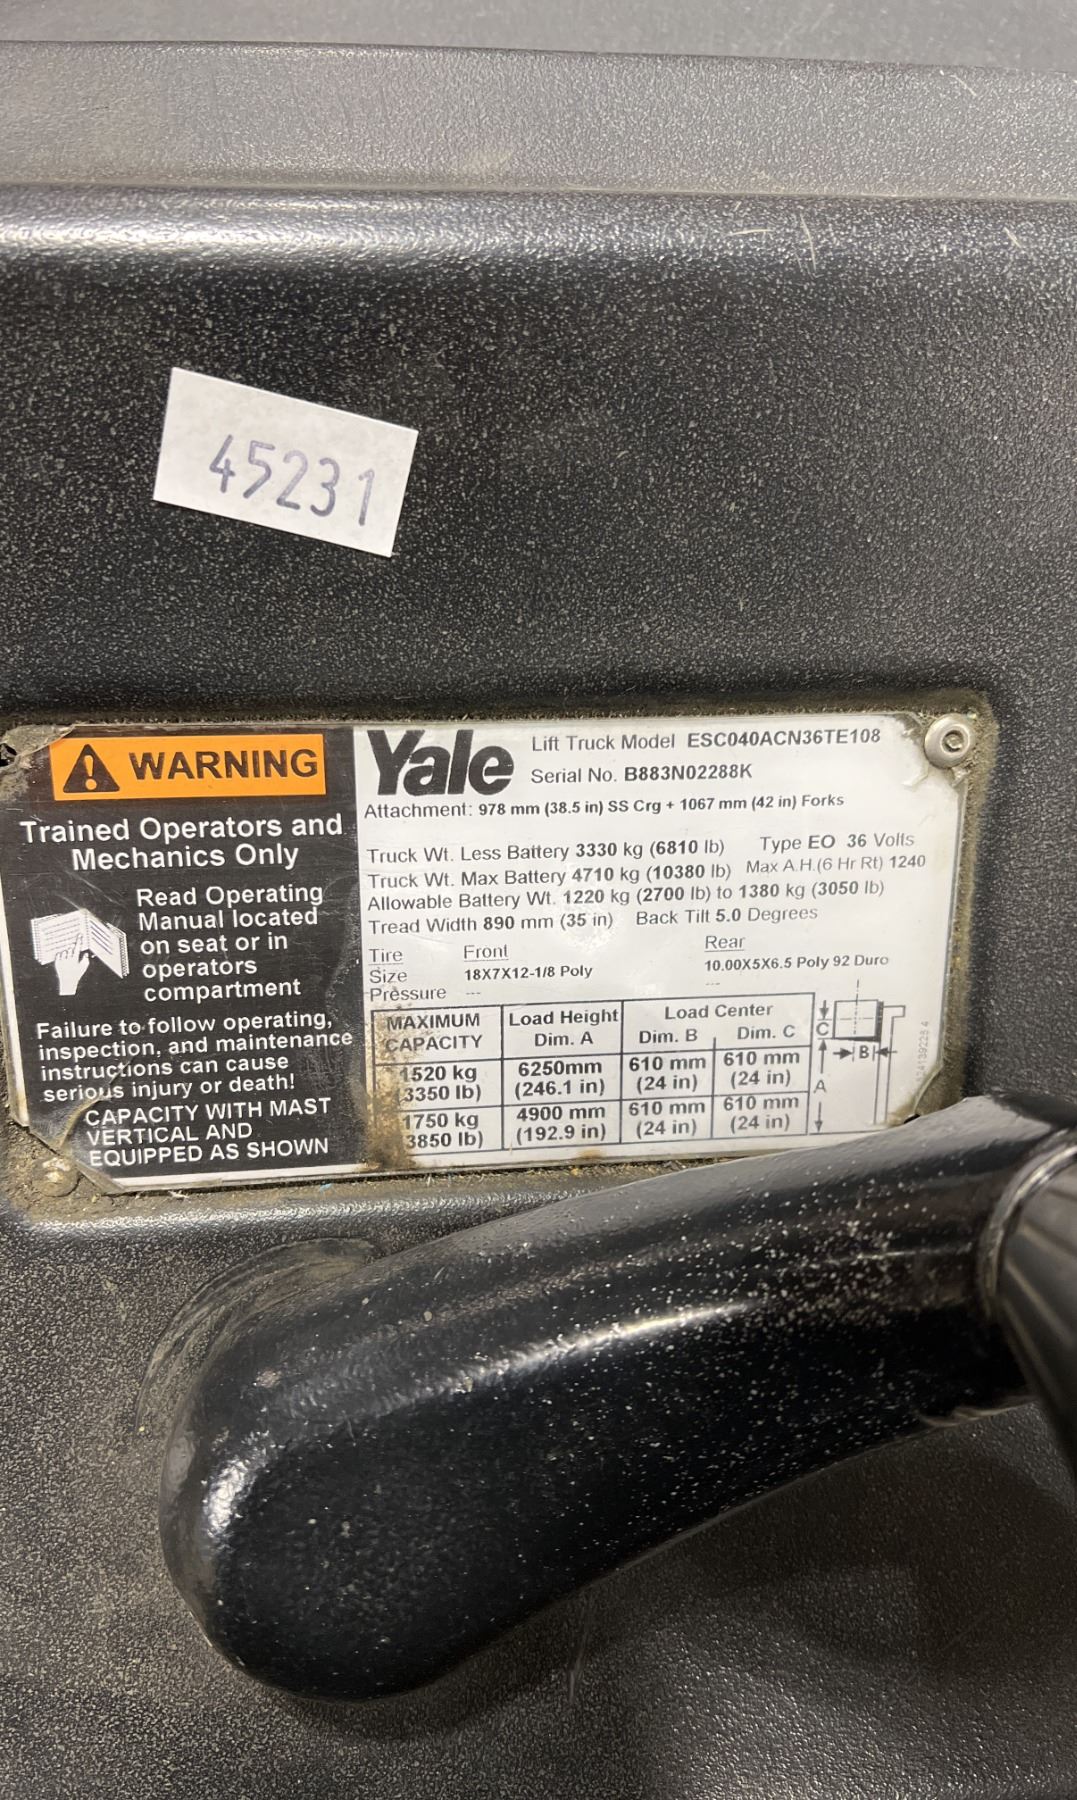 45231
WARNING
Trained Operators and
Mechanics Only
Read Operating
Manual located
on seat or in
operators
compartment
Failure to follow operating,
inspection, and maintenance
instructions can cause
serious injury or death!
CAPACITY WITH MAST
VERTICAL AND
EQUIPPED AS SHOWN
Yale
Lift Truck Model ESC040ACN36TE108
Serial No. B883N02288K
Attachment: 978 mm (38.5 in) SS Crg + 1067 mm (42 in) Forks
Truck Wt. Less Battery 3330 kg (6810 lb) Type EO 36 Volts
Truck Wt. Max Battery 4710 kg (10380 lb) Max A.H.(6 Hr Rt) 1240
Allowable Battery Wt. 1220 kg (2700 lb) to 1380 kg (3050 lb)
Tread Width 890 mm (35 in) Back Tilt 5.0 Degrees
Tire Front Rear
Size 18X7X12-1/8 Poly 10.00X5X6.5 Poly 92 Duro
Pressure --- ---
MAXIMUM CAPACITY Load Height Dim. A Load Center Dim. B Dim. C
1520 kg 6250mm 610 mm 610 mm
3350 lb) (246.1 in) (24 in) (24 in)
1750 kg 4900 mm 610 mm 610 mm
3850 lb) (192.9 in) (24 in) (24 in)
C
B
A